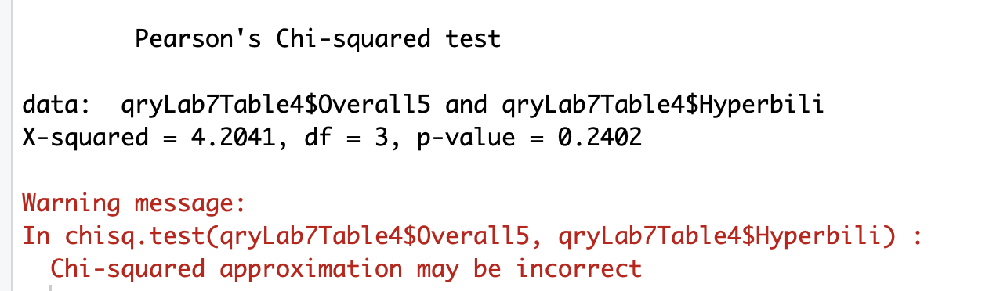 Pearson's Chi-squared test
data:  qryLab7Table4$Overall5 and qryLab7Table4$Hyperbili
X-squared = 4.2041, df = 3, p-value = 0.2402
Warning message:
In chisq.test(qryLab7Table4$Overall5, qryLab7Table4$Hyperbili) :
  Chi-squared approximation may be incorrect